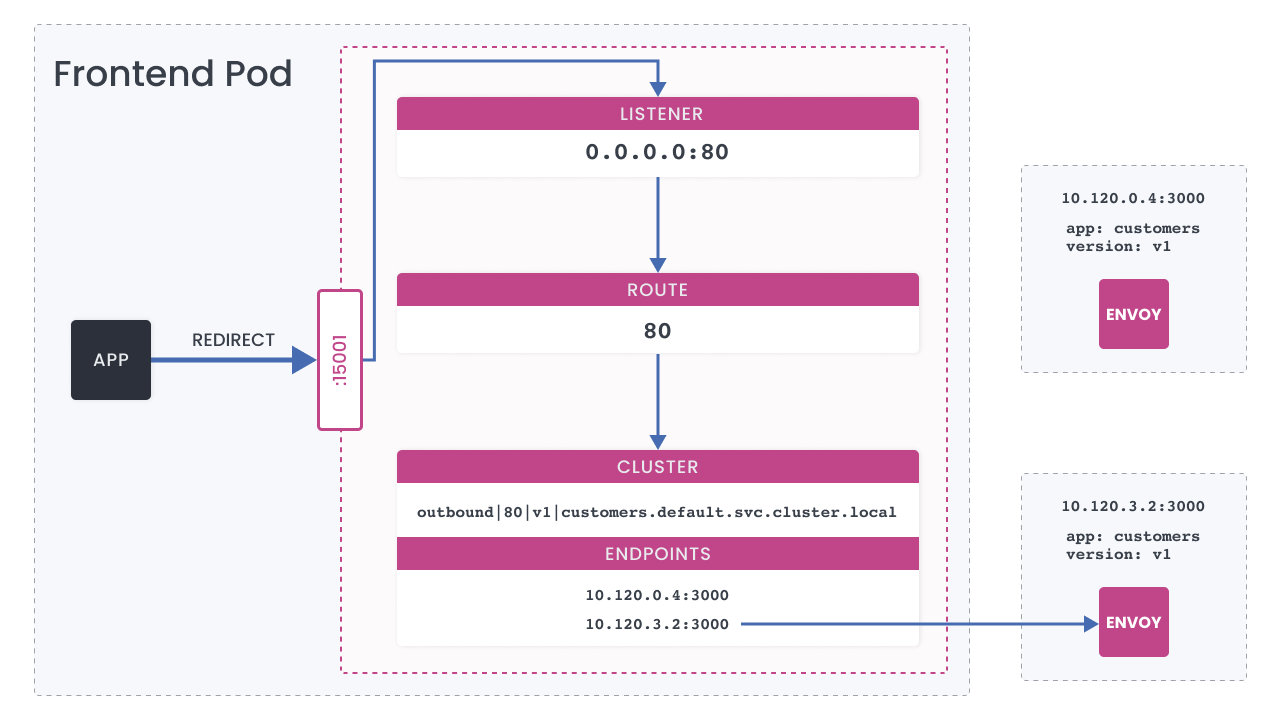 Frontend Pod
APP
REDIRECT
:15001
LISTENER
0.0.0.0:80
ROUTE
80
CLUSTER
outbound|80|v1|customers.default.svc.cluster.local
ENDPOINTS
10.120.0.4:3000
10.120.3.2:3000
10.120.0.4:3000
app: customers
version: v1
ENVOY
10.120.3.2:3000
app: customers
version: v1
ENVOY